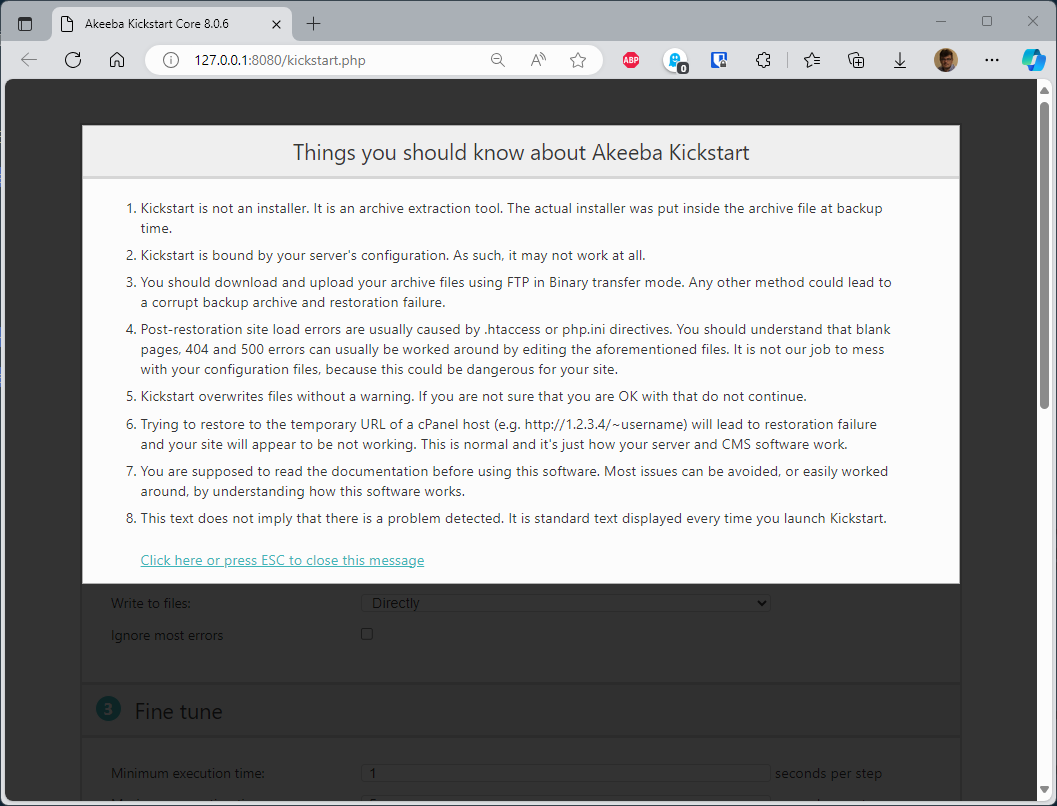 Akeeba Kickstart Core 8.0.6
127.0.0.1:8080/kickstart.php
ABP
0
Things you should know about Akeeba Kickstart
1. Kickstart is not an installer. It is an archive extraction tool. The actual installer was put inside the archive file at backup
time.
2. Kickstart is bound by your server's configuration. As such, it may not work at all.
3. You should download and upload your archive files using FTP in Binary transfer mode. Any other method could lead to
a corrupt backup archive and restoration failure.
4. Post-restoration site load errors are usually caused by .htaccess or php.ini directives. You should understand that blank
pages, 404 and 500 errors can usually be worked around by editing the aforementioned files. It is not our job to mess
with your configuration files, because this could be dangerous for your site.
5. Kickstart overwrites files without a warning. If you are not sure that you are OK with that do not continue.
6. Trying to restore to the temporary URL of a cPanel host (e.g. http://1.2.3.4/~username) will lead to restoration failure
and your site will appear to be not working. This is normal and it's just how your server and CMS software work.
7. You are supposed to read the documentation before using this software. Most issues can be avoided, or easily worked
around, by understanding how this software works.
8. This text does not imply that there is a problem detected. It is standard text displayed every time you launch Kickstart.
Click here or press ESC to close this message
Write to files: Directly
Ignore most errors
3 Fine tune
Minimum execution time: 1 seconds per step